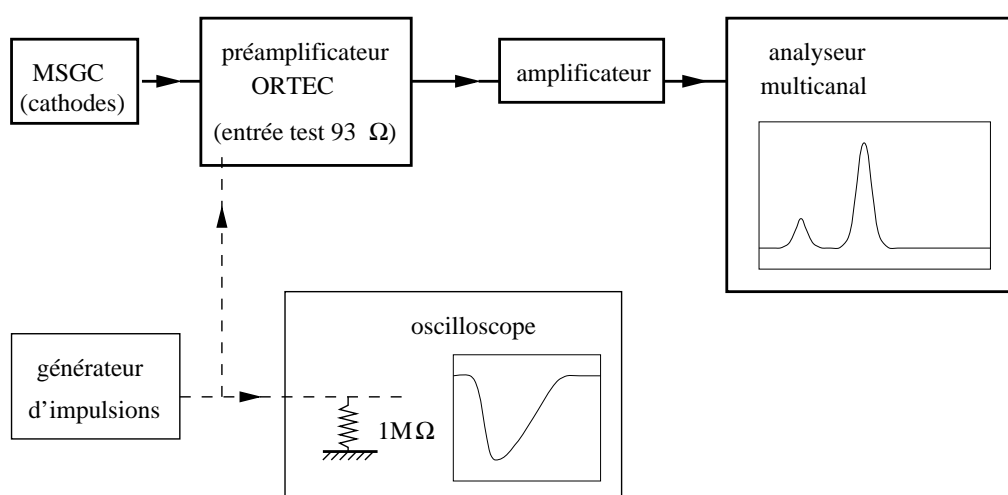 MSGC
(cathodes)
préamplificateur
ORTEC
(entrée test 93 Ω)
amplificateur
analyseur
multicanal
générateur
d'impulsions
oscilloscope
1MΩ